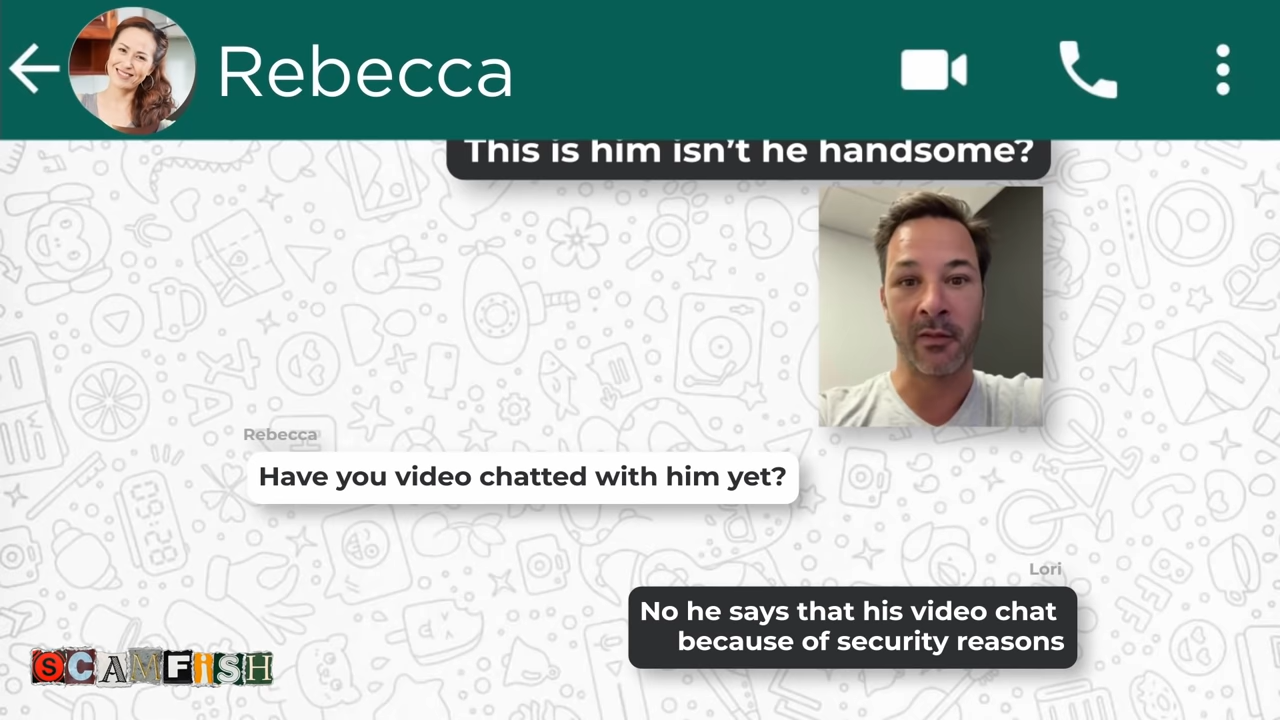 Rebecca
This is him isn't he handsome?
Rebecca
Have you video chatted with him yet?
Lori
No he says that his video chat
because of security reasons
SCAMFISH